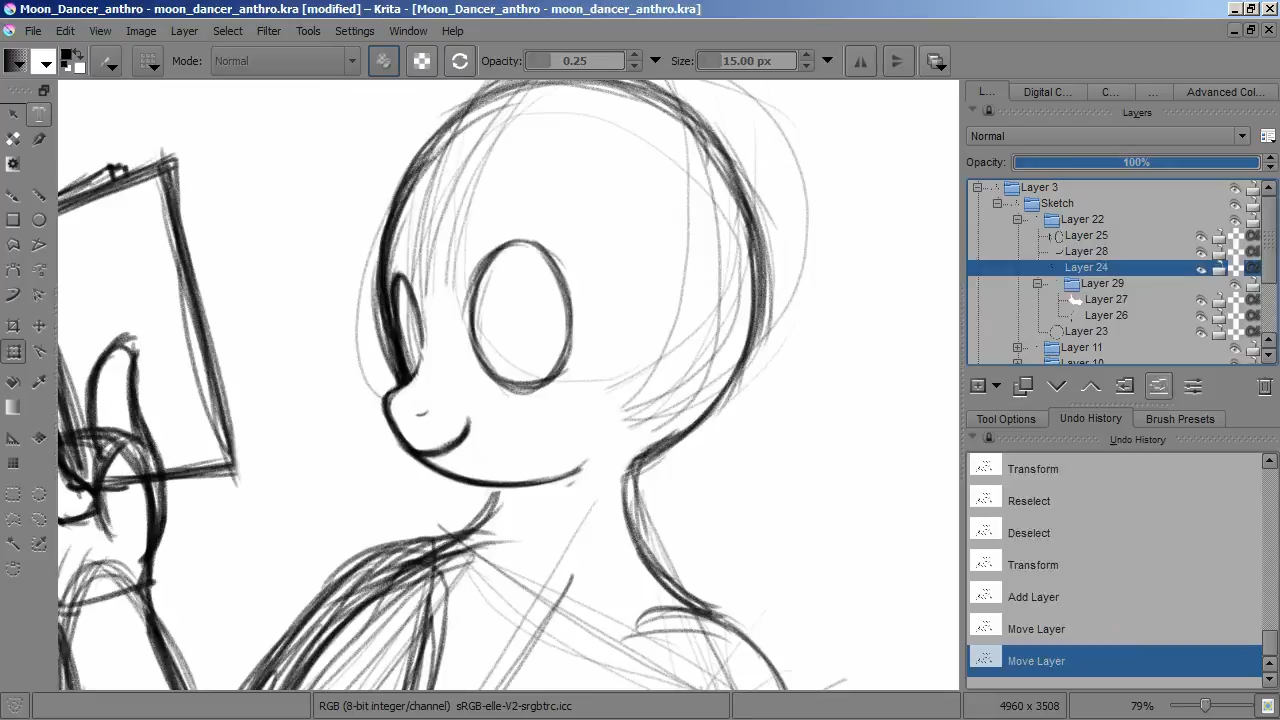 Moon_Dancer_anthro - moon_dancer_anthro.kra [modified] – Krita - [Moon_Dancer_anthro - moon_dancer_anthro.kra]
File Edit View Image Layer Select Filter Tools Settings Window Help
Mode: Normal Opacity: 0.25 Size: 15.00 px
L... Digital C... C... ... Advanced Col...
Layers
Normal
Opacity: 100%
Layer 3
Sketch
Layer 22
Layer 25
Layer 28
Layer 24
Layer 29
Layer 27
Layer 26
Layer 23
Layer 11
Layer 10
Tool Options Undo History Brush Presets
Undo History
Transform
Reselect
Deselect
Transform
Add Layer
Move Layer
Move Layer
RGB (8-bit integer/channel) sRGB-elle-V2-srgbtrc.icc 4960 x 3508 79%